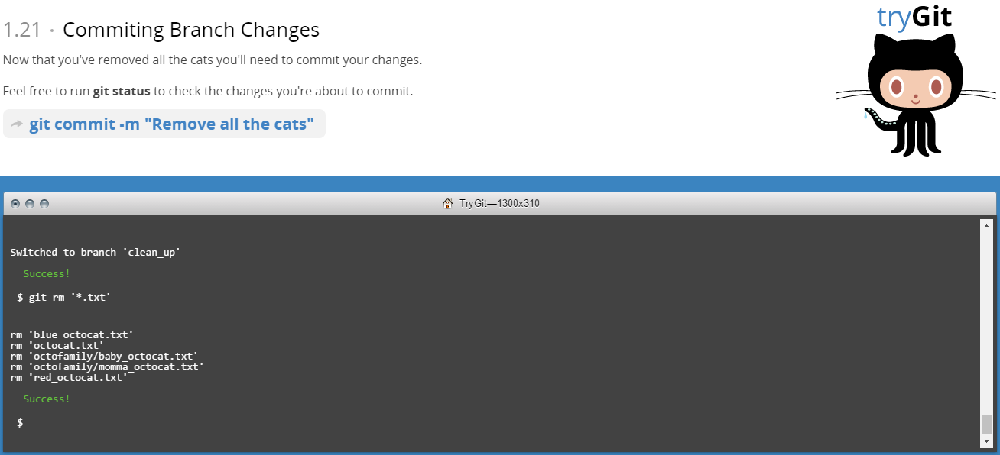 tryGit
1.21 · Commiting Branch Changes
Now that you've removed all the cats you'll need to commit your changes.
Feel free to run git status to check the changes you're about to commit.
git commit -m "Remove all the cats"
TryGit—1300x310
Switched to branch 'clean_up'
Success!
$ git rm '*.txt'
rm 'blue_octocat.txt'
rm 'octocat.txt'
rm 'octofamily/baby_octocat.txt'
rm 'octofamily/momma_octocat.txt'
rm 'red_octocat.txt'
Success!
$